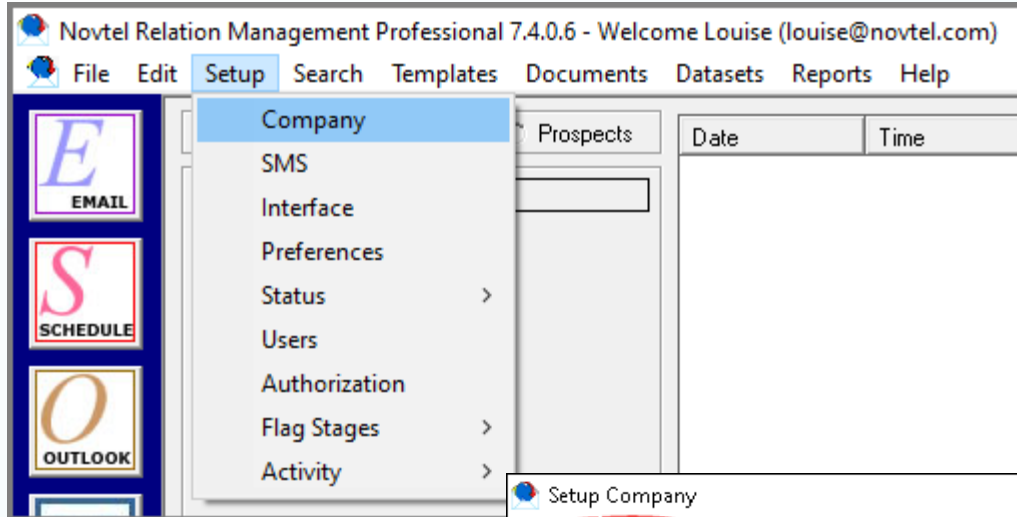 Novtel Relation Management Professional 7.4.0.6 - Welcome Louise (louise@novtel.com)
File Edit Setup Search Templates Documents Datasets Reports Help
E
EMAIL
S
SCHEDULE
O
OUTLOOK
Company
SMS
Interface
Preferences
Status >
Users
Authorization
Flag Stages >
Activity >
Prospects
Date Time
Setup Company